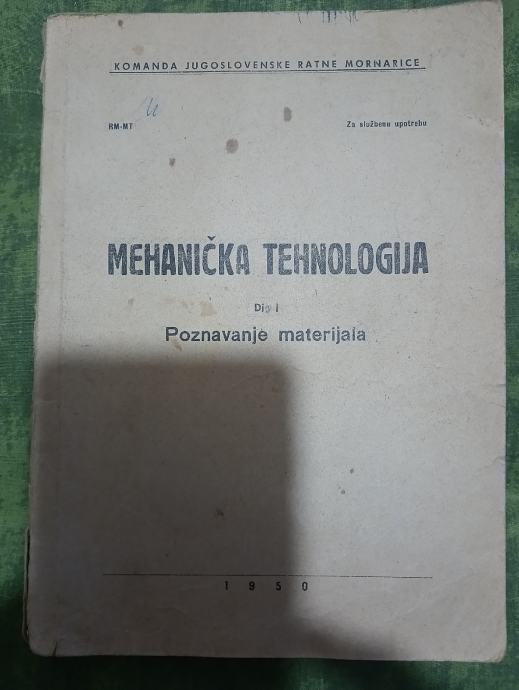 KOMANDA JUGOSLOVENSKE RATNE MORNARICE
RM-MT
Za službenu upotrebu
MEHANIČKA TEHNOLOGIJA
Dio I
Poznavanje materijala
1950